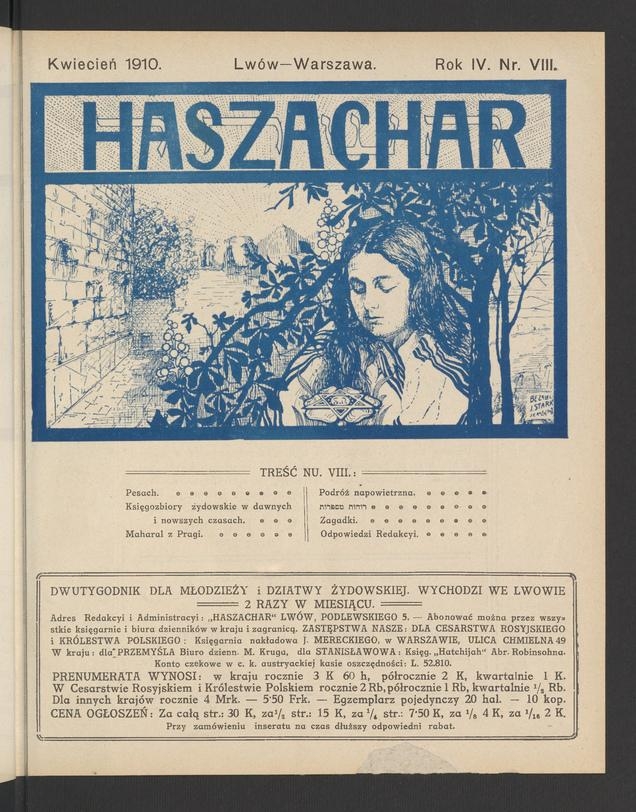 Kwiecień 1910. Lwów—Warszawa. Rok IV. Nr. VIII.
HASZACHAR
TREŚĆ NU. VIII.:
Pesach.
Księgozbiory żydowskie w dawnych
i nowszych czasach.
Maharal z Pragi.
Podróż napowietrzna.
Zagadki.
Odpowiedzi Redakcyi.
DWUTYGODNIK DLA MŁODZIEŻY i DZIATWY ŻYDOWSKIEJ. WYCHODZI WE LWOWIE
2 RAZY W MIESIĄCU.
Adres Redakcyi i Administracyi: „HASZACHAR" LWÓW, PODLEWSKIEGO 5. — Abonować można przez wszy-
stkie księgarnie i biura dzienników w kraju i zagranicą. ZASTĘPSTWA NASZE: DLA CESARSTWA ROSYJSKIEGO
i KRÓLESTWA POLSKIEGO: Księgarnia nakładowa J. MERECKIEGO, w WARSZAWIE, ULICA CHMIELNA 49
W kraju: dla PRZEMYŚLA Biuro dzienn. M. Kruga, dla STANISŁAWOWA: Księg. „Hatchijah" Abr. Robinsohna.
Konto czekowe w c. k. austryackiej kasie oszczędności: L. 52.810.
PRENUMERATA WYNOSI: w kraju rocznie 3 K 60 h, półrocznie 2 K, kwartalnie 1 K.
W Cesarstwie Rosyjskiem i Królestwie Polskiem rocznie 2 Rb, półrocznie 1 Rb, kwartalnie ½ Rb.
Dla innych krajów rocznie 4 Mrk. — 5·50 Frk. — Egzemplarz pojedynczy 20 hal. — 10 kop.
CENA OGŁOSZEŃ: Za całą str.: 30 K, za ½ str.: 15 K, za ¼ str.: 7·50 K, za ⅛ 4 K, za 1/16 2 K.
Przy zamówieniu inseratu na czas dłuższy odpowiedni rabat.